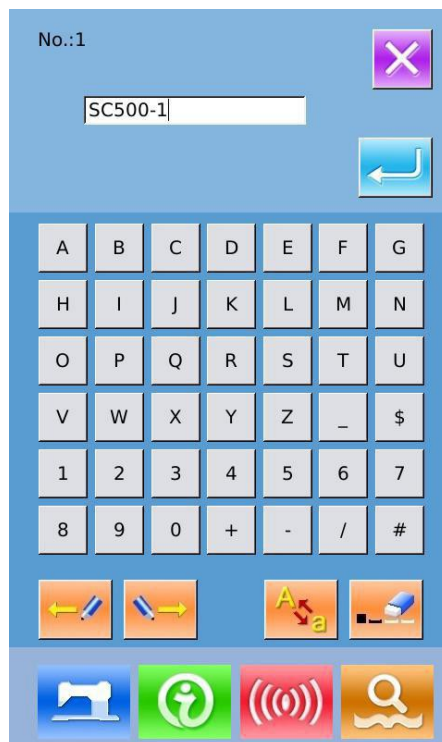 No.:1
SC500-1
A B C D E F G
H I J K L M N
O P Q R S T U
V W X Y Z _ $
1 2 3 4 5 6 7
8 9 0 + - / #
A a